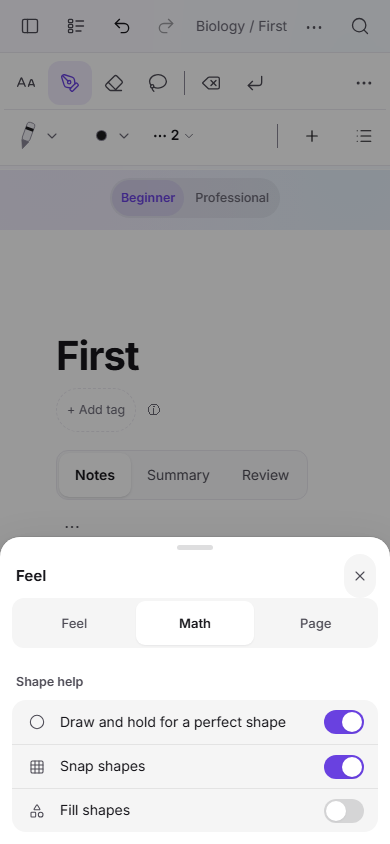 Biology / First
AA
2
Beginner Professional
First
+ Add tag
Notes Summary Review
Feel
Feel Math Page
Shape help
Draw and hold for a perfect shape
Snap shapes
Fill shapes